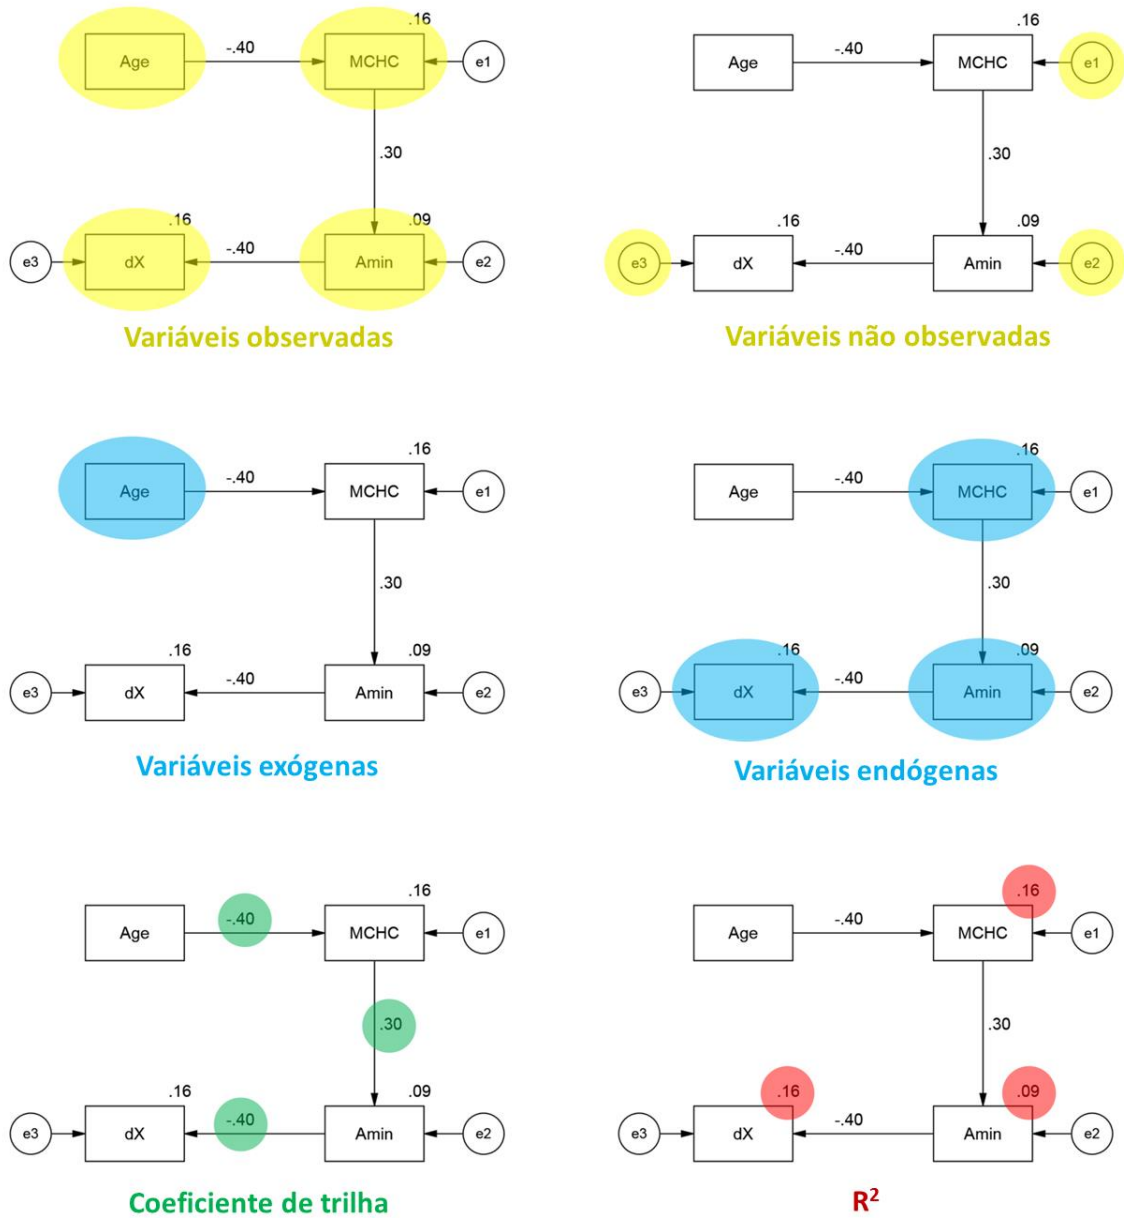 .16 .16
Age -.40 MCHC e1 Age -.40 MCHC e1
.30 .30
.16 .09 .16 .09
e3 dX -.40 Amin e2 e3 dX -.40 Amin e2
Variáveis observadas Variáveis não observadas
.16 .16
Age -.40 MCHC e1 Age -.40 MCHC e1
.30 .30
.16 .09 .16 .09
e3 dX -.40 Amin e2 e3 dX -.40 Amin e2
Variáveis exógenas Variáveis endógenas
.16 .16
Age -.40 MCHC e1 Age -.40 MCHC e1
.30 .30
.16 .09 .16 .09
e3 dX -.40 Amin e2 e3 dX -.40 Amin e2
Coeficiente de trilha R²